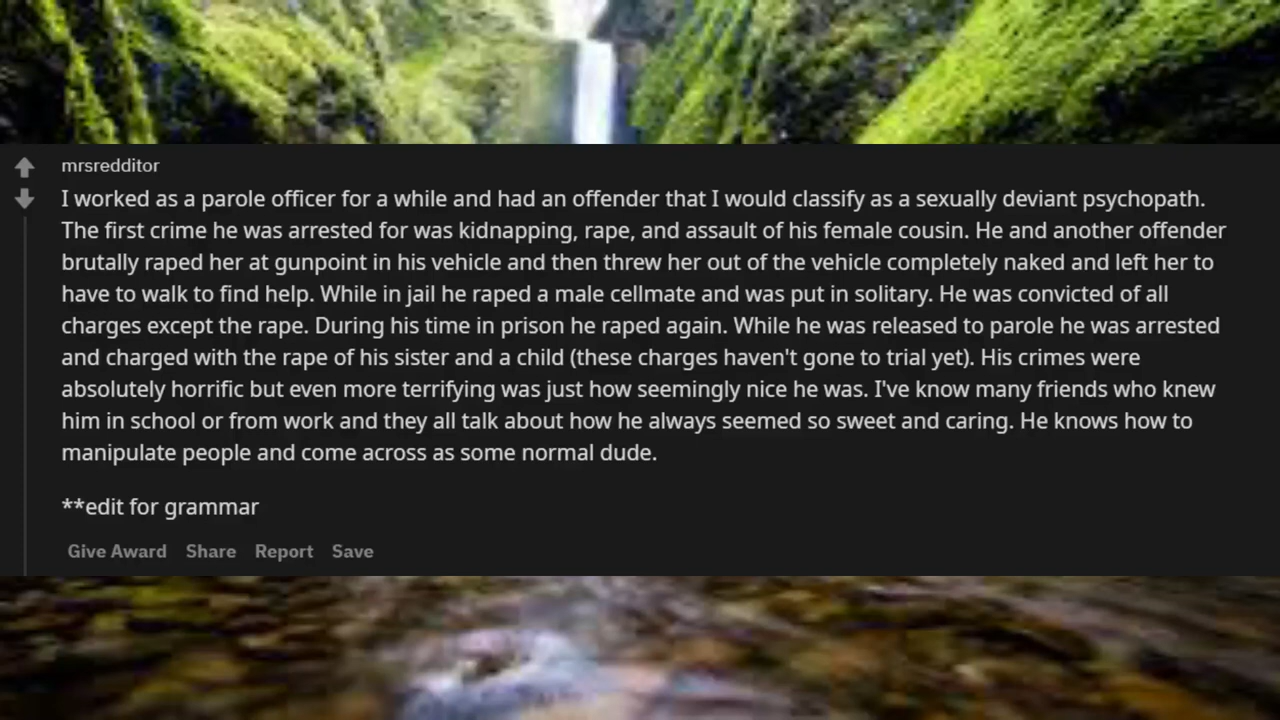 mrsredditor
I worked as a parole officer for a while and had an offender that I would classify as a sexually deviant psychopath.
The first crime he was arrested for was kidnapping, rape, and assault of his female cousin. He and another offender
brutally raped her at gunpoint in his vehicle and then threw her out of the vehicle completely naked and left her to
have to walk to find help. While in jail he raped a male cellmate and was put in solitary. He was convicted of all
charges except the rape. During his time in prison he raped again. While he was released to parole he was arrested
and charged with the rape of his sister and a child (these charges haven't gone to trial yet). His crimes were
absolutely horrific but even more terrifying was just how seemingly nice he was. I've know many friends who knew
him in school or from work and they all talk about how he always seemed so sweet and caring. He knows how to
manipulate people and come across as some normal dude.
**edit for grammar
Give Award Share Report Save